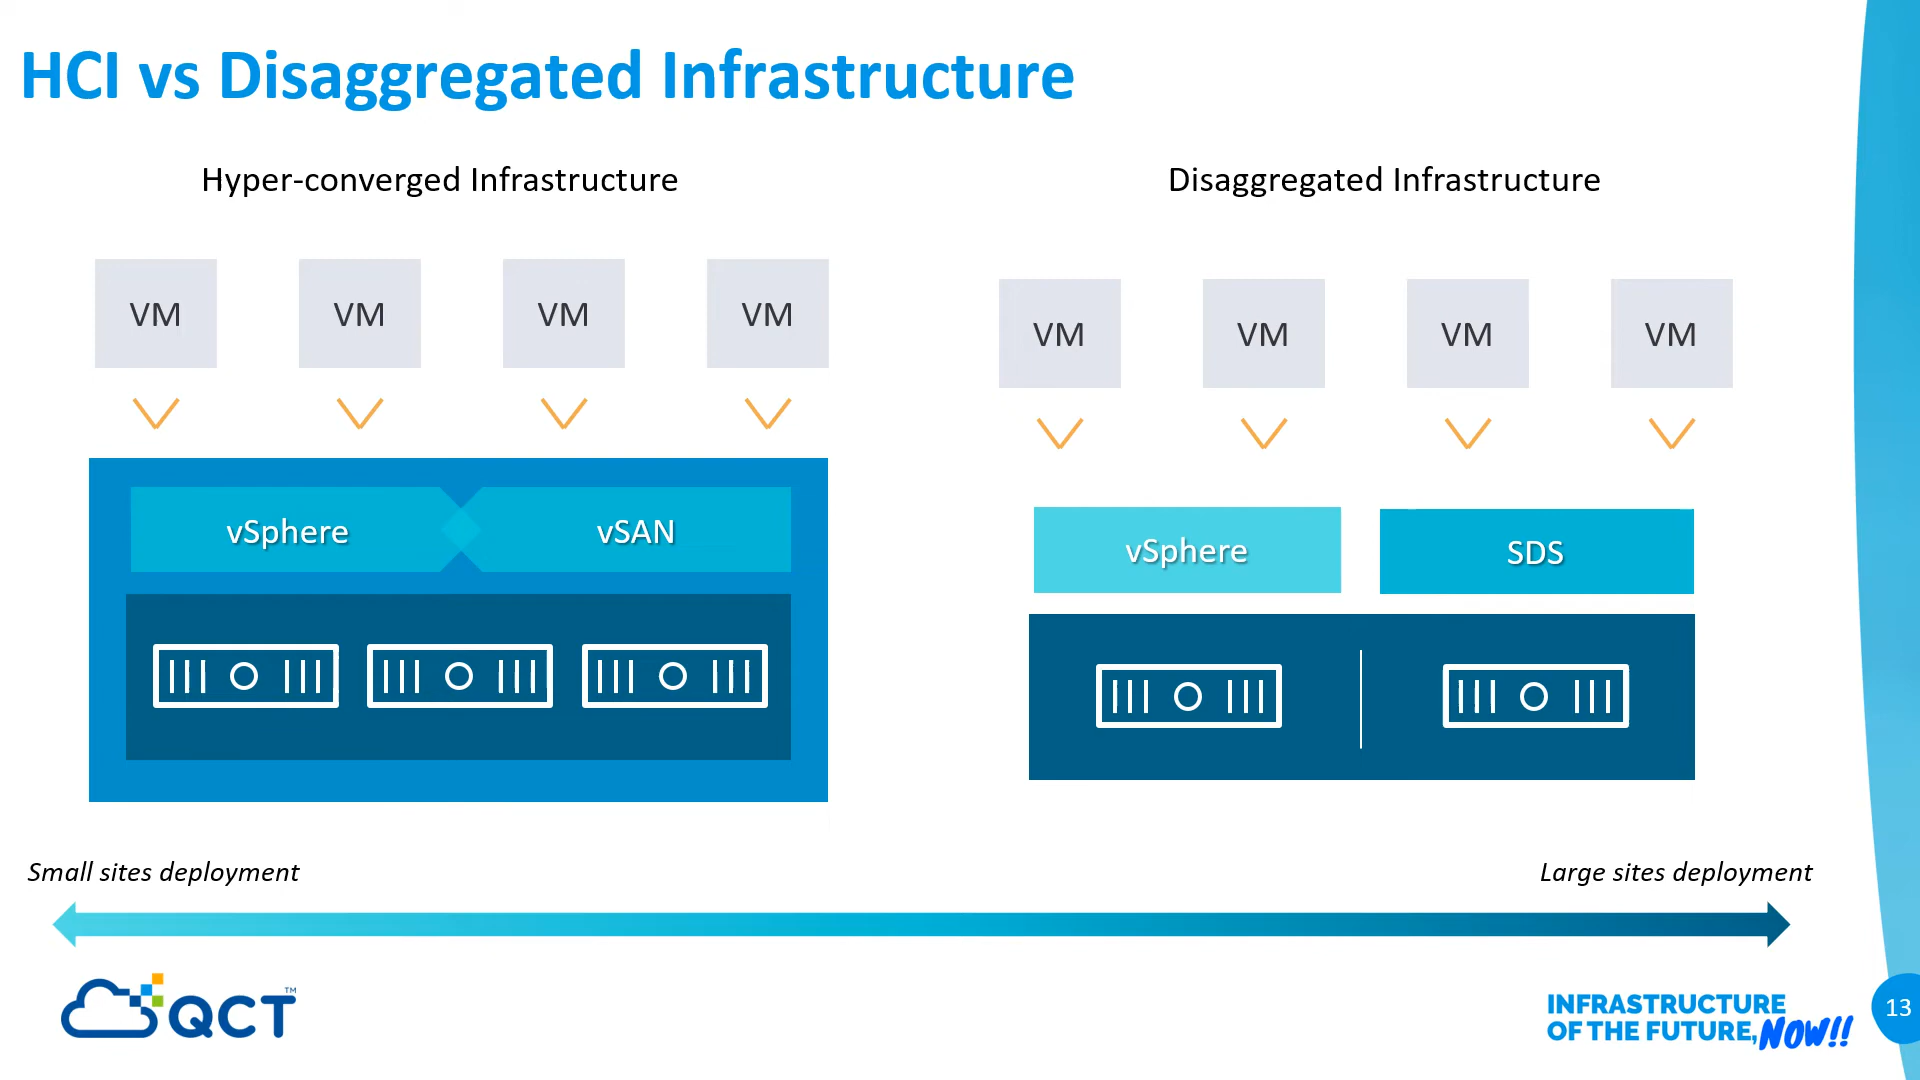 HCI vs Disaggregated Infrastructure
Hyper-converged Infrastructure
Disaggregated Infrastructure
VM VM VM VM
VM VM VM VM
vSphere vSAN
vSphere SDS
Small sites deployment
Large sites deployment
QCT™
INFRASTRUCTURE
OF THE FUTURE, NOW!!
13